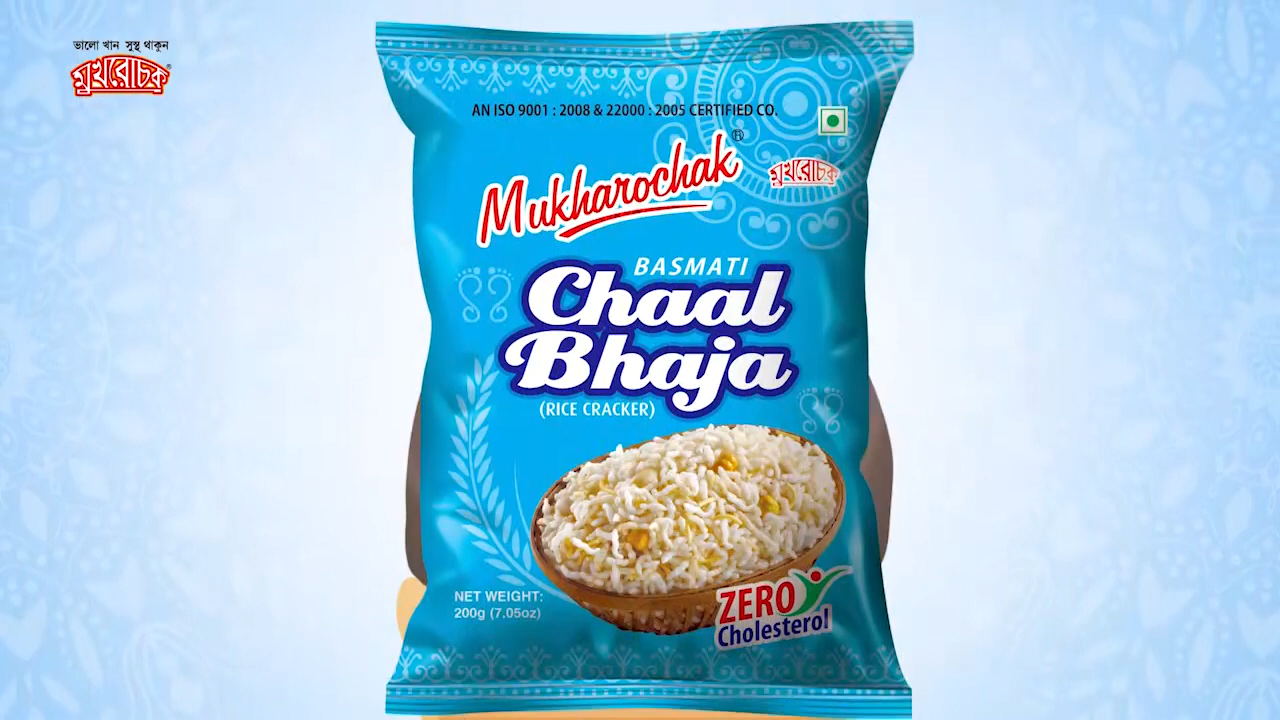 ভালো খান সুস্থ থাকুন
মুখরোচক®
AN ISO 9001 : 2008 & 22000 : 2005 CERTIFIED CO.
Mukharochak®
মুখরোচক
BASMATI
Chaal
Bhaja
(RICE CRACKER)
NET WEIGHT:
200g (7.05oz)
ZERO
Cholesterol